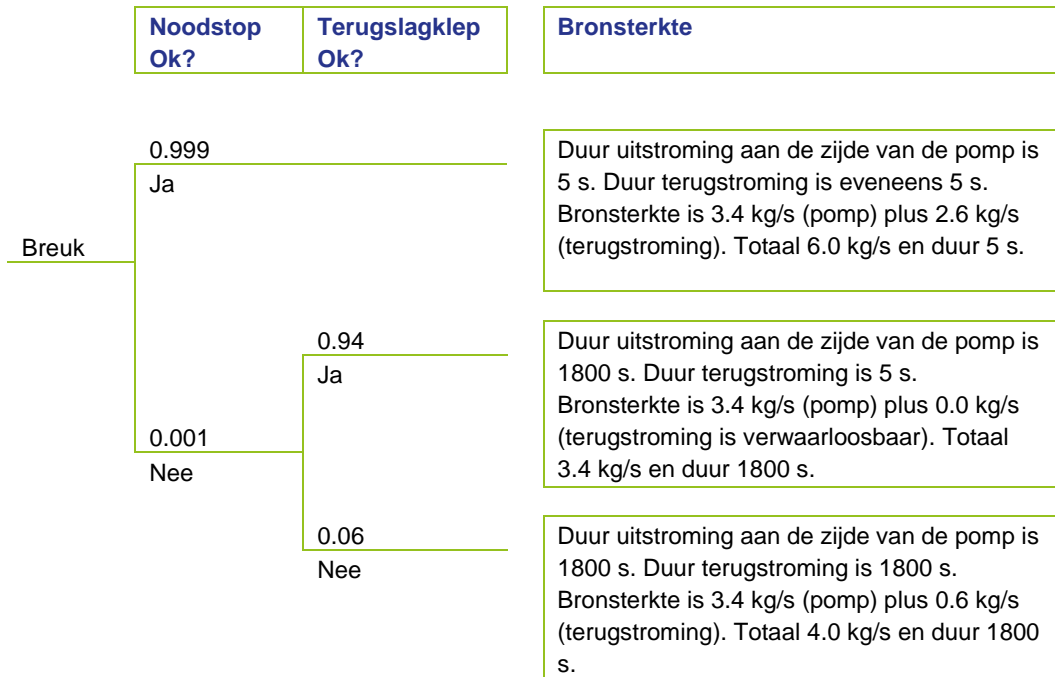 Noodstop Ok?
Terugslagklep Ok?
Bronsterkte
0.999
Ja
Duur uitstroming aan de zijde van de pomp is
5 s. Duur terugstroming is eveneens 5 s.
Bronsterkte is 3.4 kg/s (pomp) plus 2.6 kg/s
(terugstroming). Totaal 6.0 kg/s en duur 5 s.
Breuk
0.94
Ja
Duur uitstroming aan de zijde van de pomp is
1800 s. Duur terugstroming is 5 s.
Bronsterkte is 3.4 kg/s (pomp) plus 0.0 kg/s
(terugstroming is verwaarloosbaar). Totaal
3.4 kg/s en duur 1800 s.
0.001
Nee
0.06
Nee
Duur uitstroming aan de zijde van de pomp is
1800 s. Duur terugstroming is 1800 s.
Bronsterkte is 3.4 kg/s (pomp) plus 0.6 kg/s
(terugstroming). Totaal 4.0 kg/s en duur 1800
s.